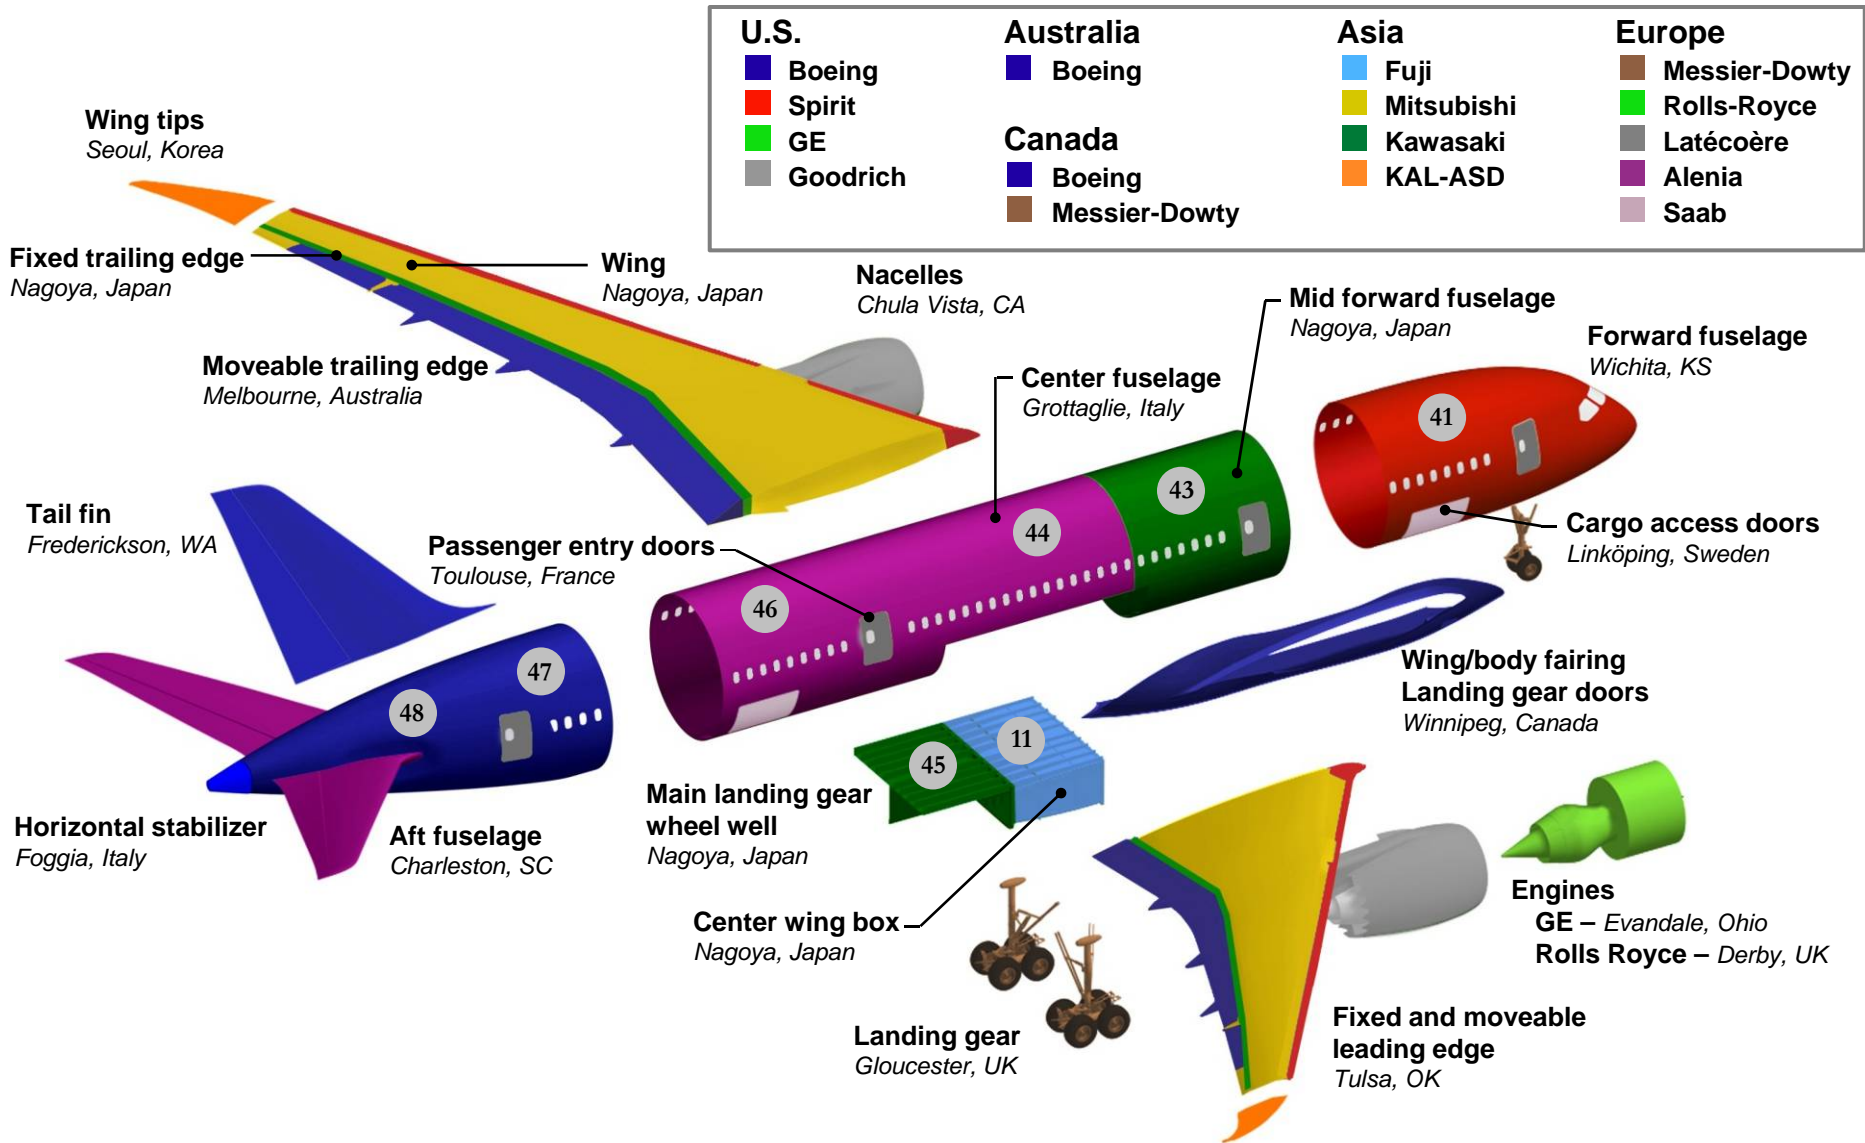 U.S.
Boeing
Spirit
GE
Goodrich
Australia
Boeing
Canada
Boeing
Messier-Dowty
Asia
Fuji
Mitsubishi
Kawasaki
KAL-ASD
Europe
Messier-Dowty
Rolls-Royce
Latécoère
Alenia
Saab
Wing tips
Seoul, Korea
Fixed trailing edge
Nagoya, Japan
Wing
Nagoya, Japan
Nacelles
Chula Vista, CA
Mid forward fuselage
Nagoya, Japan
Forward fuselage
Wichita, KS
Moveable trailing edge
Melbourne, Australia
Center fuselage
Grottaglie, Italy
41
43
44
46
47
48
Tail fin
Frederickson, WA
Passenger entry doors
Toulouse, France
Cargo access doors
Linköping, Sweden
Wing/body fairing
Landing gear doors
Winnipeg, Canada
11
45
Main landing gear
wheel well
Nagoya, Japan
Horizontal stabilizer
Foggia, Italy
Aft fuselage
Charleston, SC
Center wing box
Nagoya, Japan
Engines
GE – Evandale, Ohio
Rolls Royce – Derby, UK
Landing gear
Gloucester, UK
Fixed and moveable
leading edge
Tulsa, OK